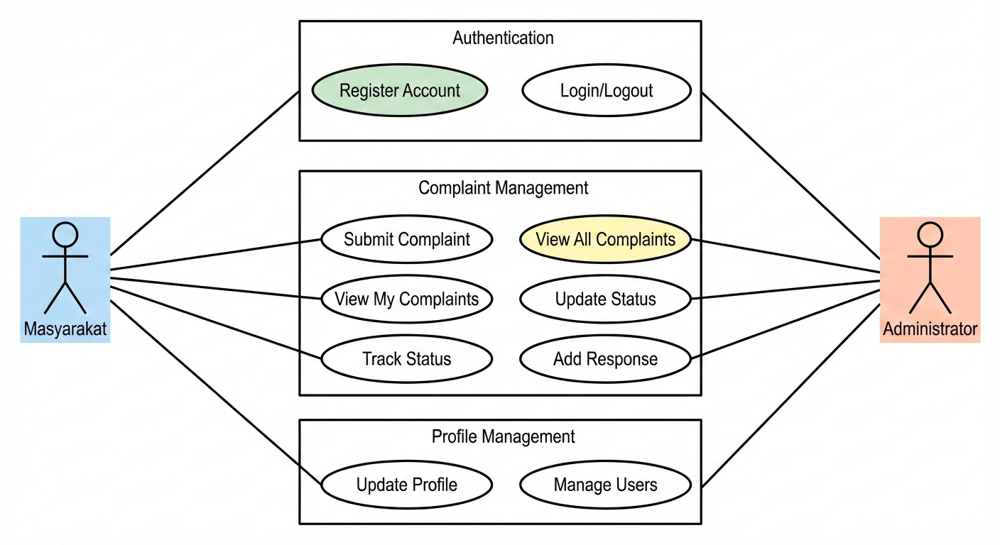 Authentication
Register Account
Login/Logout
Complaint Management
Submit Complaint
View All Complaints
View My Complaints
Update Status
Track Status
Add Response
Profile Management
Update Profile
Manage Users
Masyarakat
Administrator